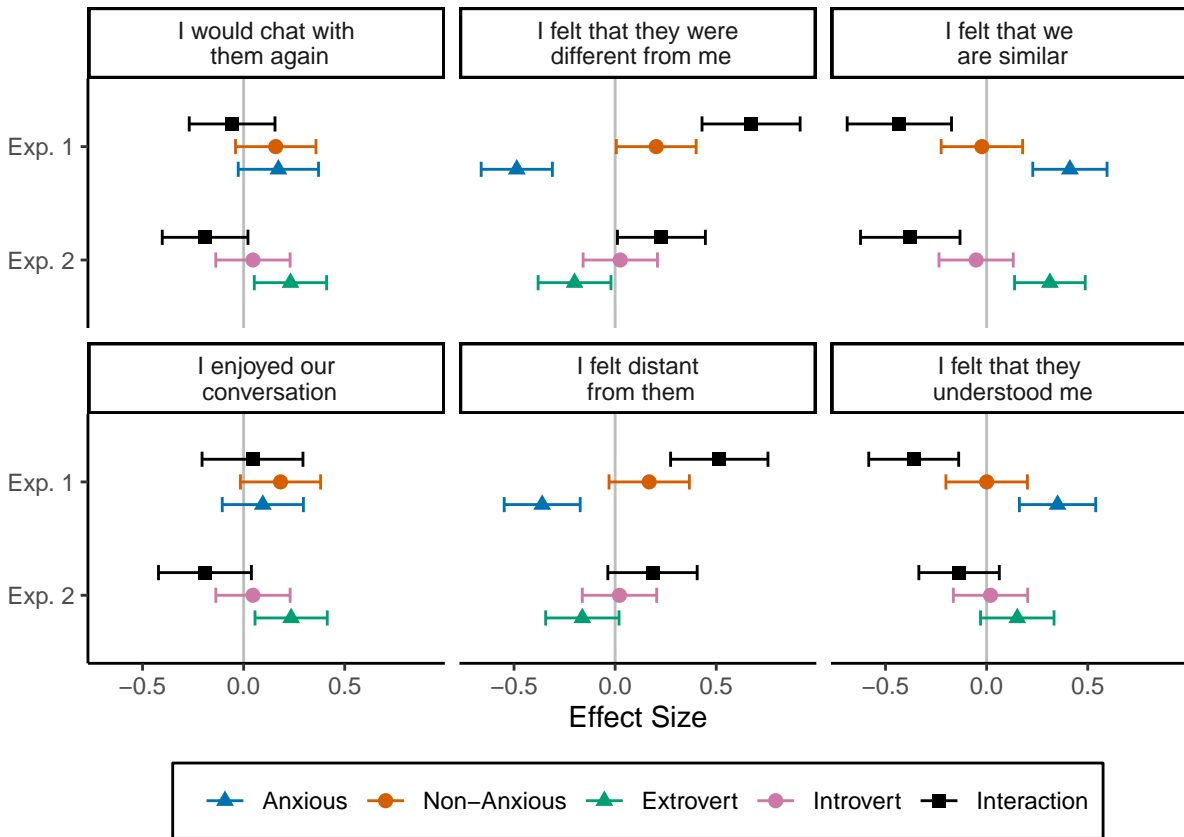 I would chat with
them again
I felt that they were
different from me
I felt that we
are similar
Exp. 1
Exp. 2
I enjoyed our
conversation
I felt distant
from them
I felt that they
understood me
Exp. 1
Exp. 2
−0.5 0.0 0.5
−0.5 0.0 0.5
−0.5 0.0 0.5
Effect Size
Anxious Non−Anxious Extrovert Introvert Interaction